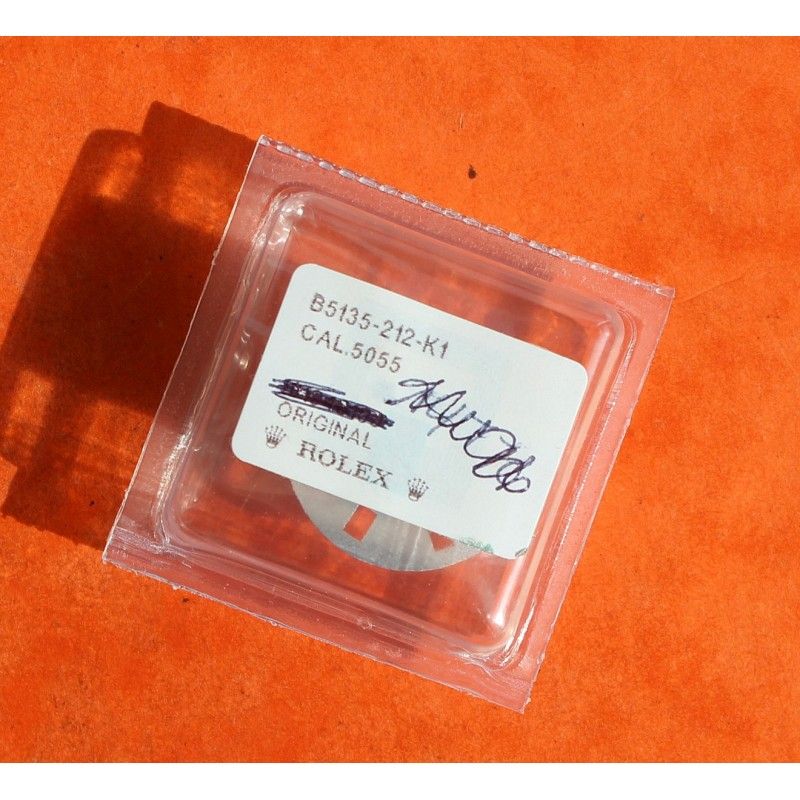 B5135-212-K1
CAL.5055
ORIGINAL
ROLEX